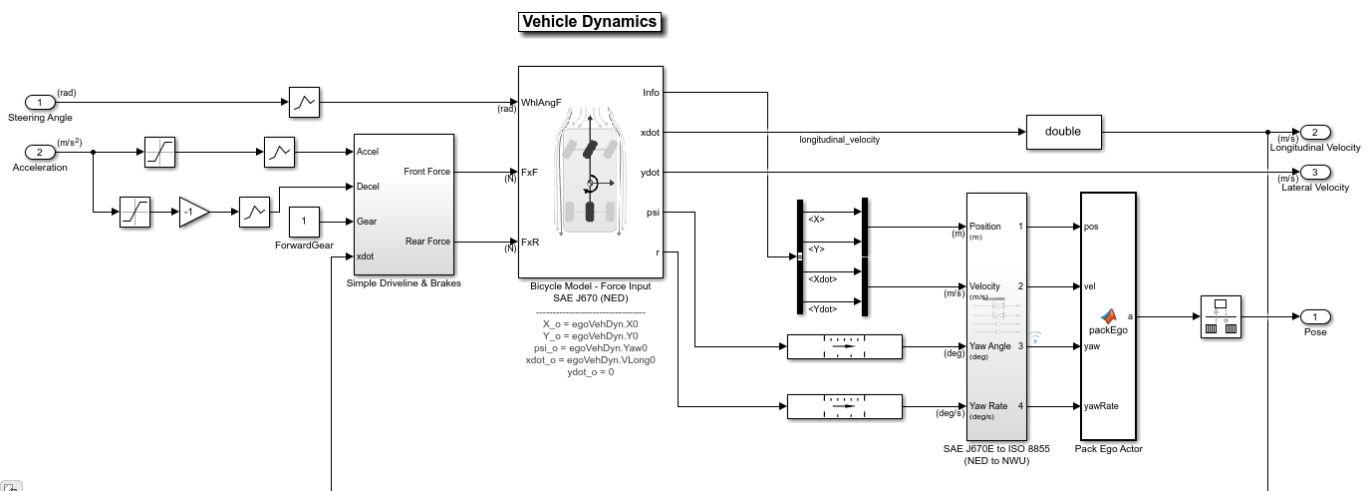 Vehicle Dynamics
1
(rad)
Steering Angle
2
(m/s²)
Acceleration
-1
1
ForwardGear
Accel
Decel
Gear
xdot
Front Force
Rear Force
Simple Driveline & Brakes
(rad)
WhlAngF
(N)
FxF
(N)
FxR
Info
xdot
ydot
psi
r
Bicycle Model - Force Input
SAE J670 (NED)
-----------------------------------
X_o = egoVehDyn.X0
Y_o = egoVehDyn.Y0
psi_o = egoVehDyn.Yaw0
xdot_o = egoVehDyn.VLong0
ydot_o = 0
longitudinal_velocity
<X>
<Y>
<Xdot>
<Ydot>
double
(m)
Position
(m)
1
(m/s)
Velocity
(m/s)
2
(deg)
Yaw Angle
(deg)
3
(deg/s)
Yaw Rate
(deg/s)
4
SAE J670E to ISO 8855
(NED to NWU)
pos
vel
packEgo
yaw
yawRate
a
Pack Ego Actor
2
(m/s)
Longitudinal Velocity
3
(m/s)
Lateral Velocity
1
Pose